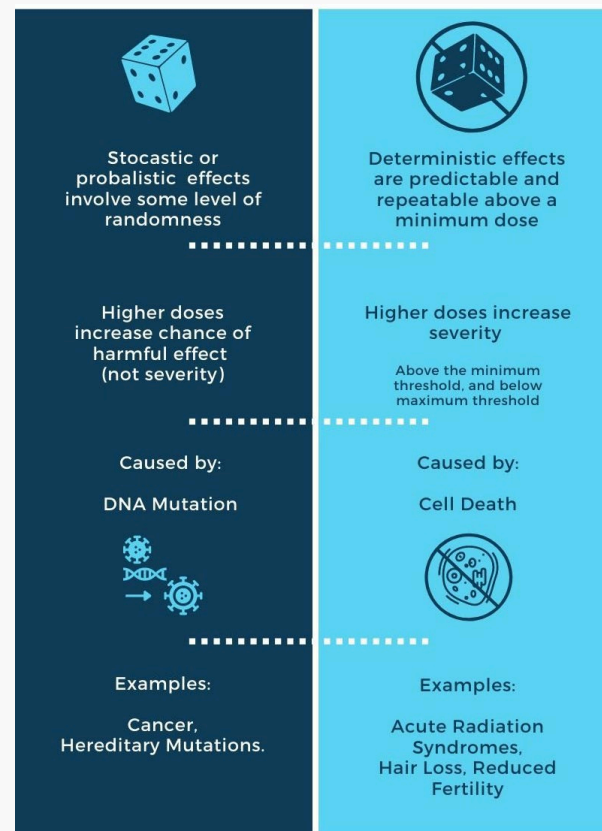 Stocastic or
probalistic effects
involve some level of
randomness
Higher doses
increase chance of
harmful effect
(not severity)
Caused by:
DNA Mutation
Examples:
Cancer,
Hereditary Mutations.
Deterministic effects
are predictable and
repeatable above a
minimum dose
Higher doses increase
severity
Above the minimum
threshold, and below
maximum threshold
Caused by:
Cell Death
Examples:
Acute Radiation
Syndromes,
Hair Loss, Reduced
Fertility